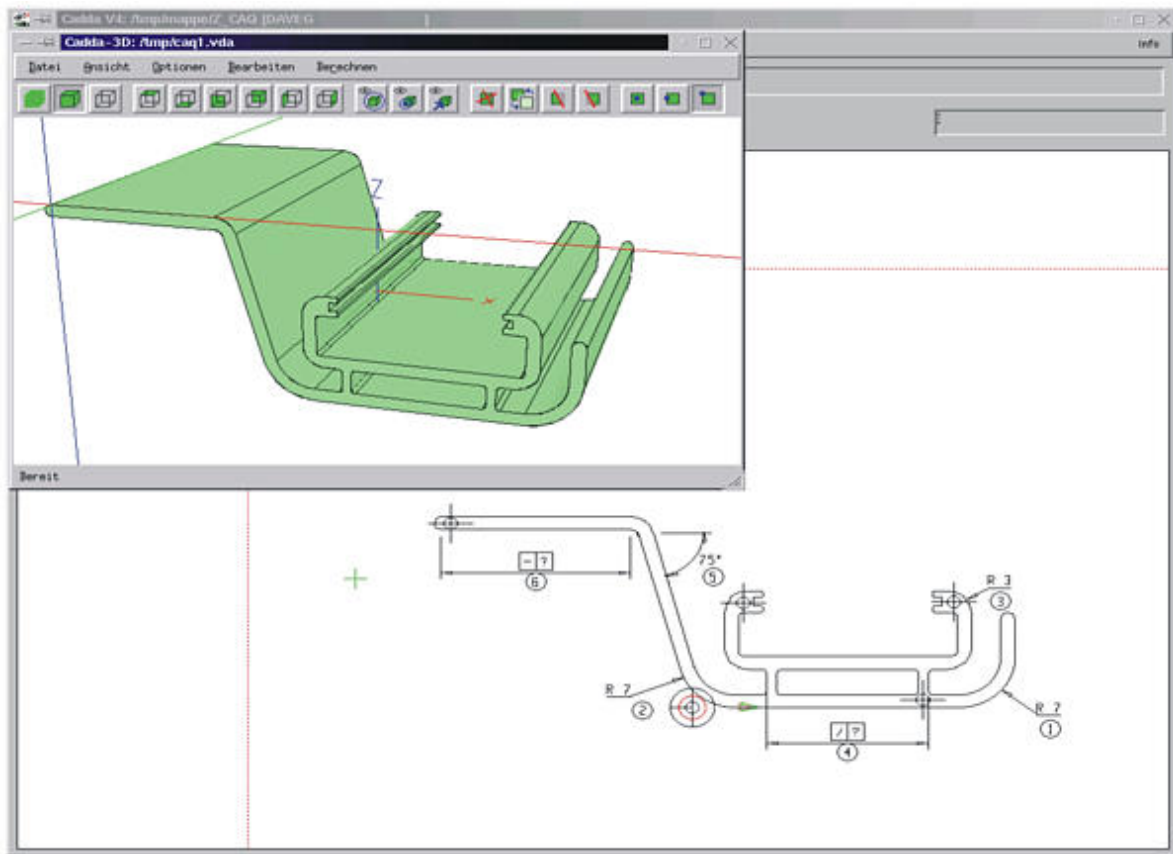 Cadda V4: /tmp/mappe/Z_CAQ [DAVEG
Cadda-3D: /tmp/caq1.vda
Info
Datei Ansicht Optionen Bearbeiten Berechnen
Z
x
Bereit
75°
5
- ?
6
R 3
3
R 7
2
R 7
1
/ ?
4